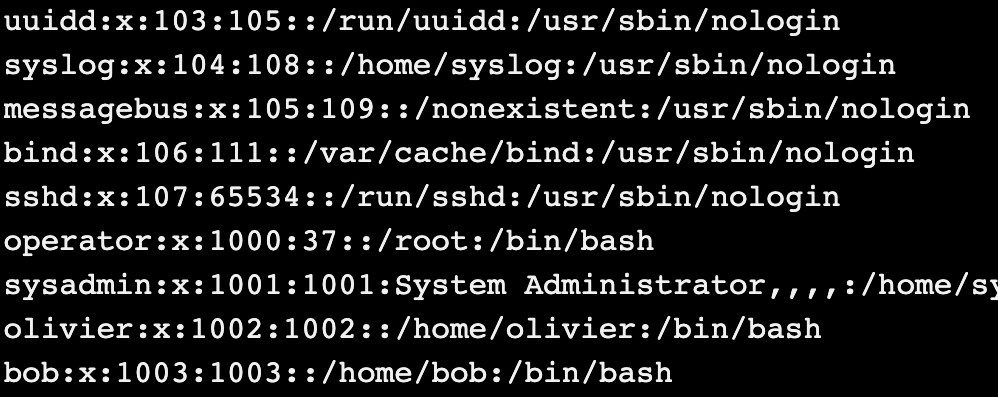 uuidd:x:103:105::/run/uuidd:/usr/sbin/nologin
syslog:x:104:108::/home/syslog:/usr/sbin/nologin
messagebus:x:105:109::/nonexistent:/usr/sbin/nologin
bind:x:106:111::/var/cache/bind:/usr/sbin/nologin
sshd:x:107:65534::/run/sshd:/usr/sbin/nologin
operator:x:1000:37::/root:/bin/bash
sysadmin:x:1001:1001:System Administrator,,,,:/home/sy
olivier:x:1002:1002::/home/olivier:/bin/bash
bob:x:1003:1003::/home/bob:/bin/bash